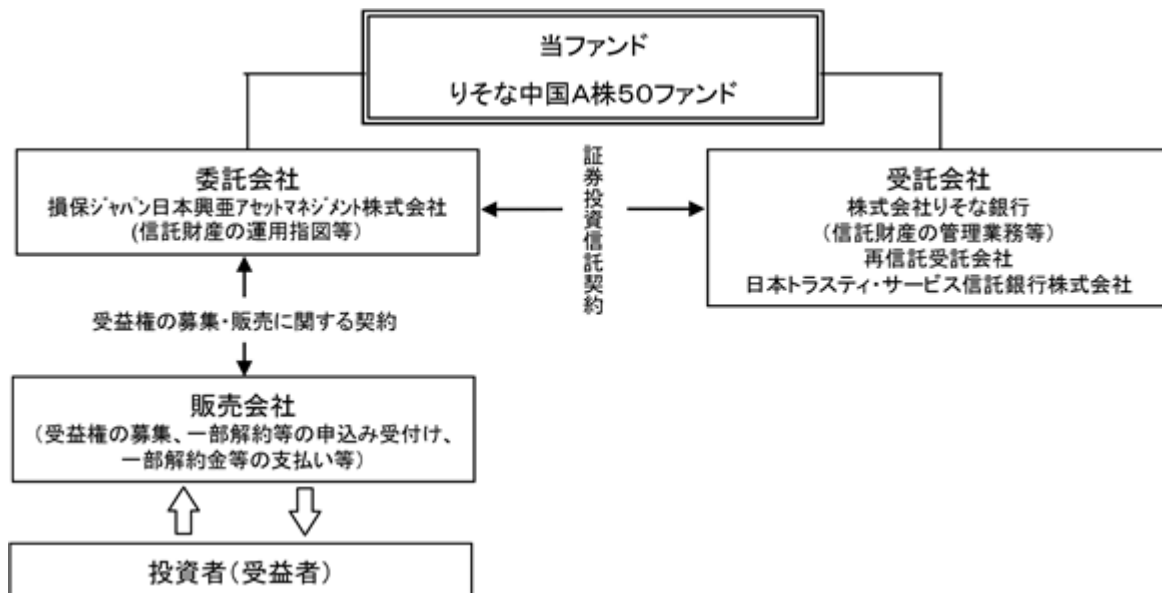 当ファンド
りそな中国A株50ファンド
委託会社
損保ｼﾞｬﾊﾟﾝ日本興亜ｱｾｯﾄﾏﾈｼﾞﾒﾝﾄ株式会社
(信託財産の運用指図等)
証券投資信託契約
受託会社
株式会社りそな銀行
(信託財産の管理業務等)
再信託受託会社
日本トラスティ・サービス信託銀行株式会社
受益権の募集・販売に関する契約
販売会社
(受益権の募集、一部解約等の申込み受付け、
一部解約金等の支払い等)
投資者(受益者)